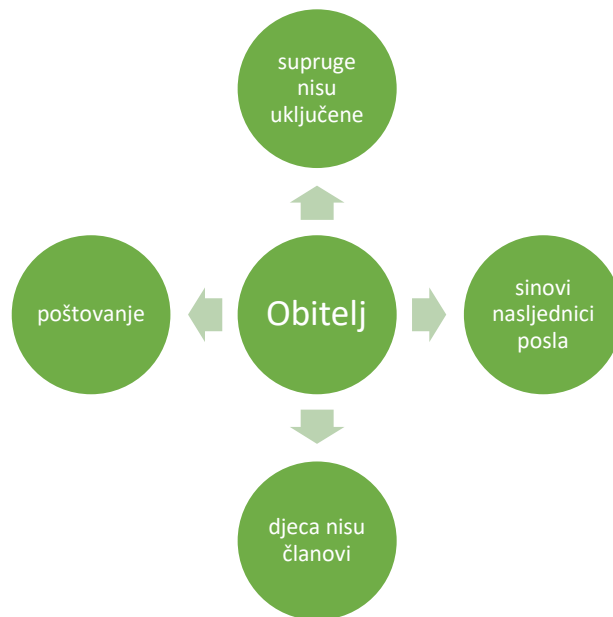 supruge
nisu
uključene
poštovanje
Obitelj
sinovi
nasljednici
posla
djeca nisu
članovi